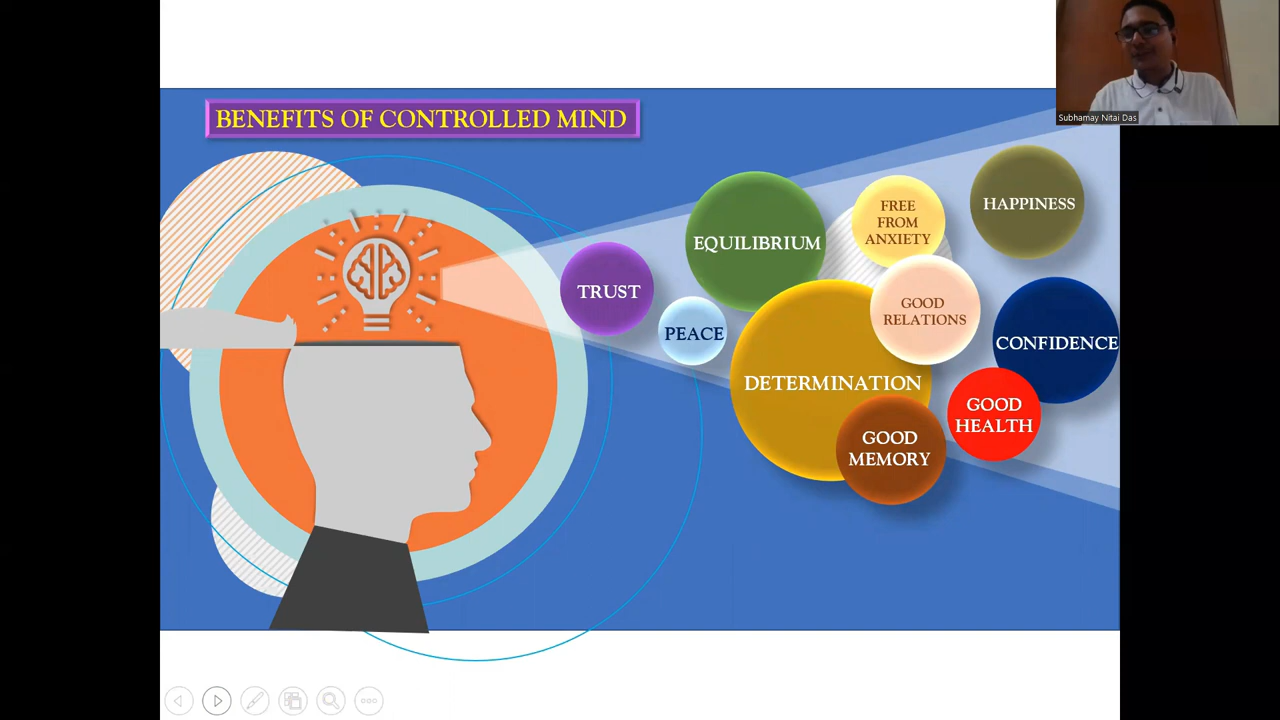 Subhamay Nitai Das
BENEFITS OF CONTROLLED MIND
TRUST
EQUILIBRIUM
PEACE
FREE
FROM
ANXIETY
HAPPINESS
GOOD
RELATIONS
CONFIDENCE
DETERMINATION
GOOD
HEALTH
GOOD
MEMORY